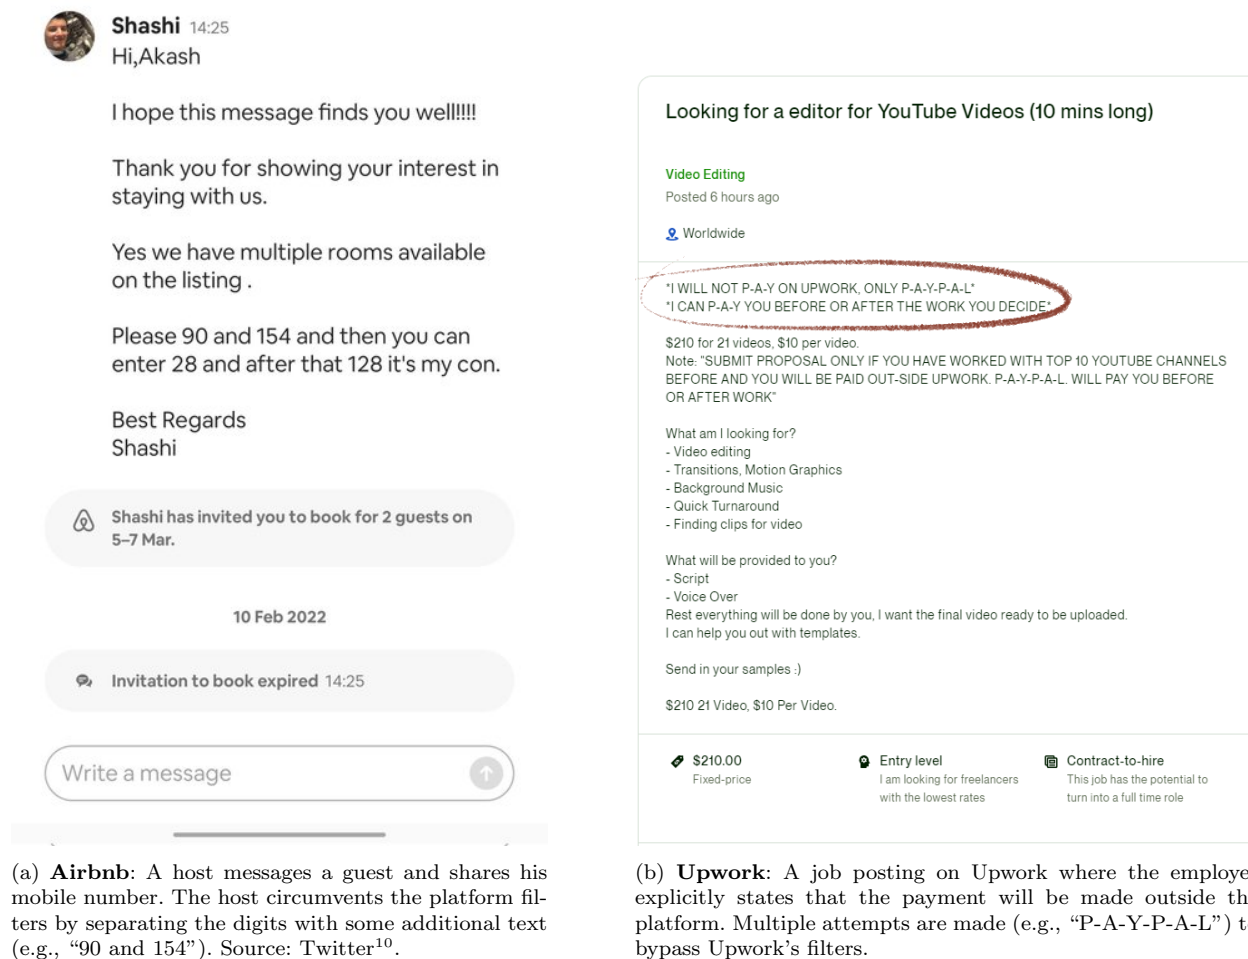 Shashi 14:25
Hi,Akash
I hope this message finds you well!!!!
Thank you for showing your interest in
staying with us.
Yes we have multiple rooms available
on the listing .
Please 90 and 154 and then you can
enter 28 and after that 128 it's my con.
Best Regards
Shashi
Shashi has invited you to book for 2 guests on
5–7 Mar.
10 Feb 2022
Invitation to book expired 14:25
Write a message
(a) Airbnb: A host messages a guest and shares his
mobile number. The host circumvents the platform fil-
ters by separating the digits with some additional text
(e.g., “90 and 154”). Source: Twitter10.
Looking for a editor for YouTube Videos (10 mins long)
Video Editing
Posted 6 hours ago
Worldwide
*I WILL NOT P-A-Y ON UPWORK, ONLY P-A-Y-P-A-L*
*I CAN P-A-Y YOU BEFORE OR AFTER THE WORK YOU DECIDE*
$210 for 21 videos, $10 per video.
Note: "SUBMIT PROPOSAL ONLY IF YOU HAVE WORKED WITH TOP 10 YOUTUBE CHANNELS
BEFORE AND YOU WILL BE PAID OUT-SIDE UPWORK. P-A-Y-P-A-L. WILL PAY YOU BEFORE
OR AFTER WORK"
What am I looking for?
- Video editing
- Transitions, Motion Graphics
- Background Music
- Quick Turnaround
- Finding clips for video
What will be provided to you?
- Script
- Voice Over
Rest everything will be done by you, I want the final video ready to be uploaded.
I can help you out with templates.
Send in your samples :)
$210 21 Video, $10 Per Video.
$210.00
Fixed-price
Entry level
I am looking for freelancers
with the lowest rates
Contract-to-hire
This job has the potential to
turn into a full time role
(b) Upwork: A job posting on Upwork where the employe
explicitly states that the payment will be made outside th
platform. Multiple attempts are made (e.g., “P-A-Y-P-A-L”) t
bypass Upwork’s filters.